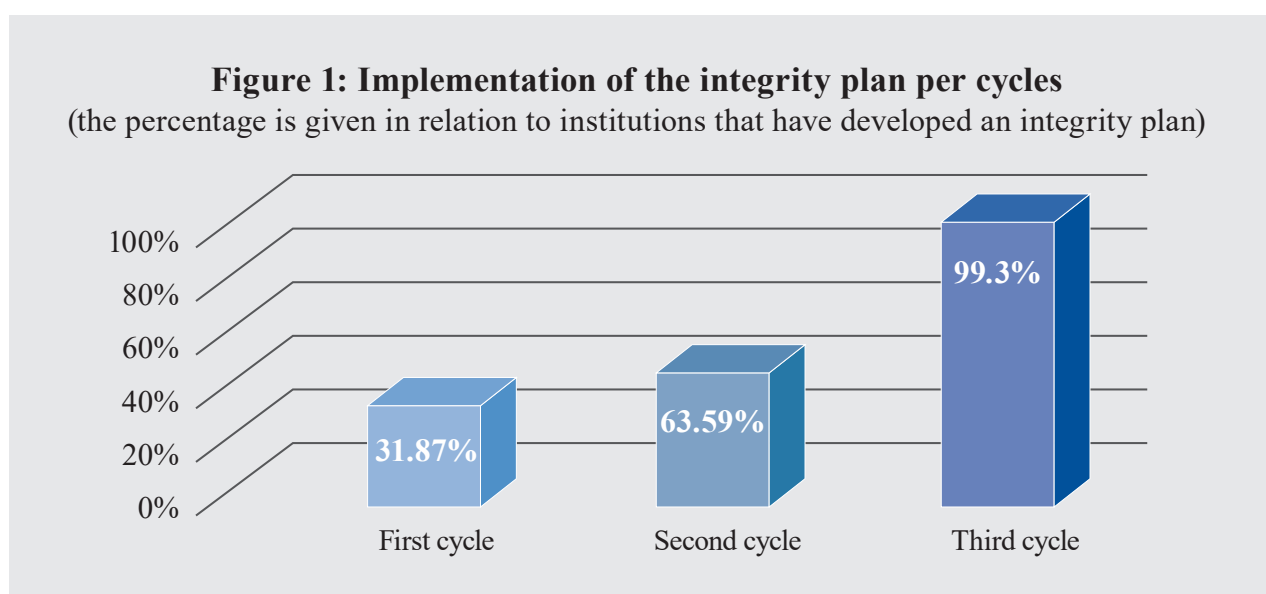 Figure 1: Implementation of the integrity plan per cycles
(the percentage is given in relation to institutions that have developed an integrity plan)
100%
80%
60%
40%
20%
0%
31.87%
63.59%
99.3%
First cycle
Second cycle
Third cycle